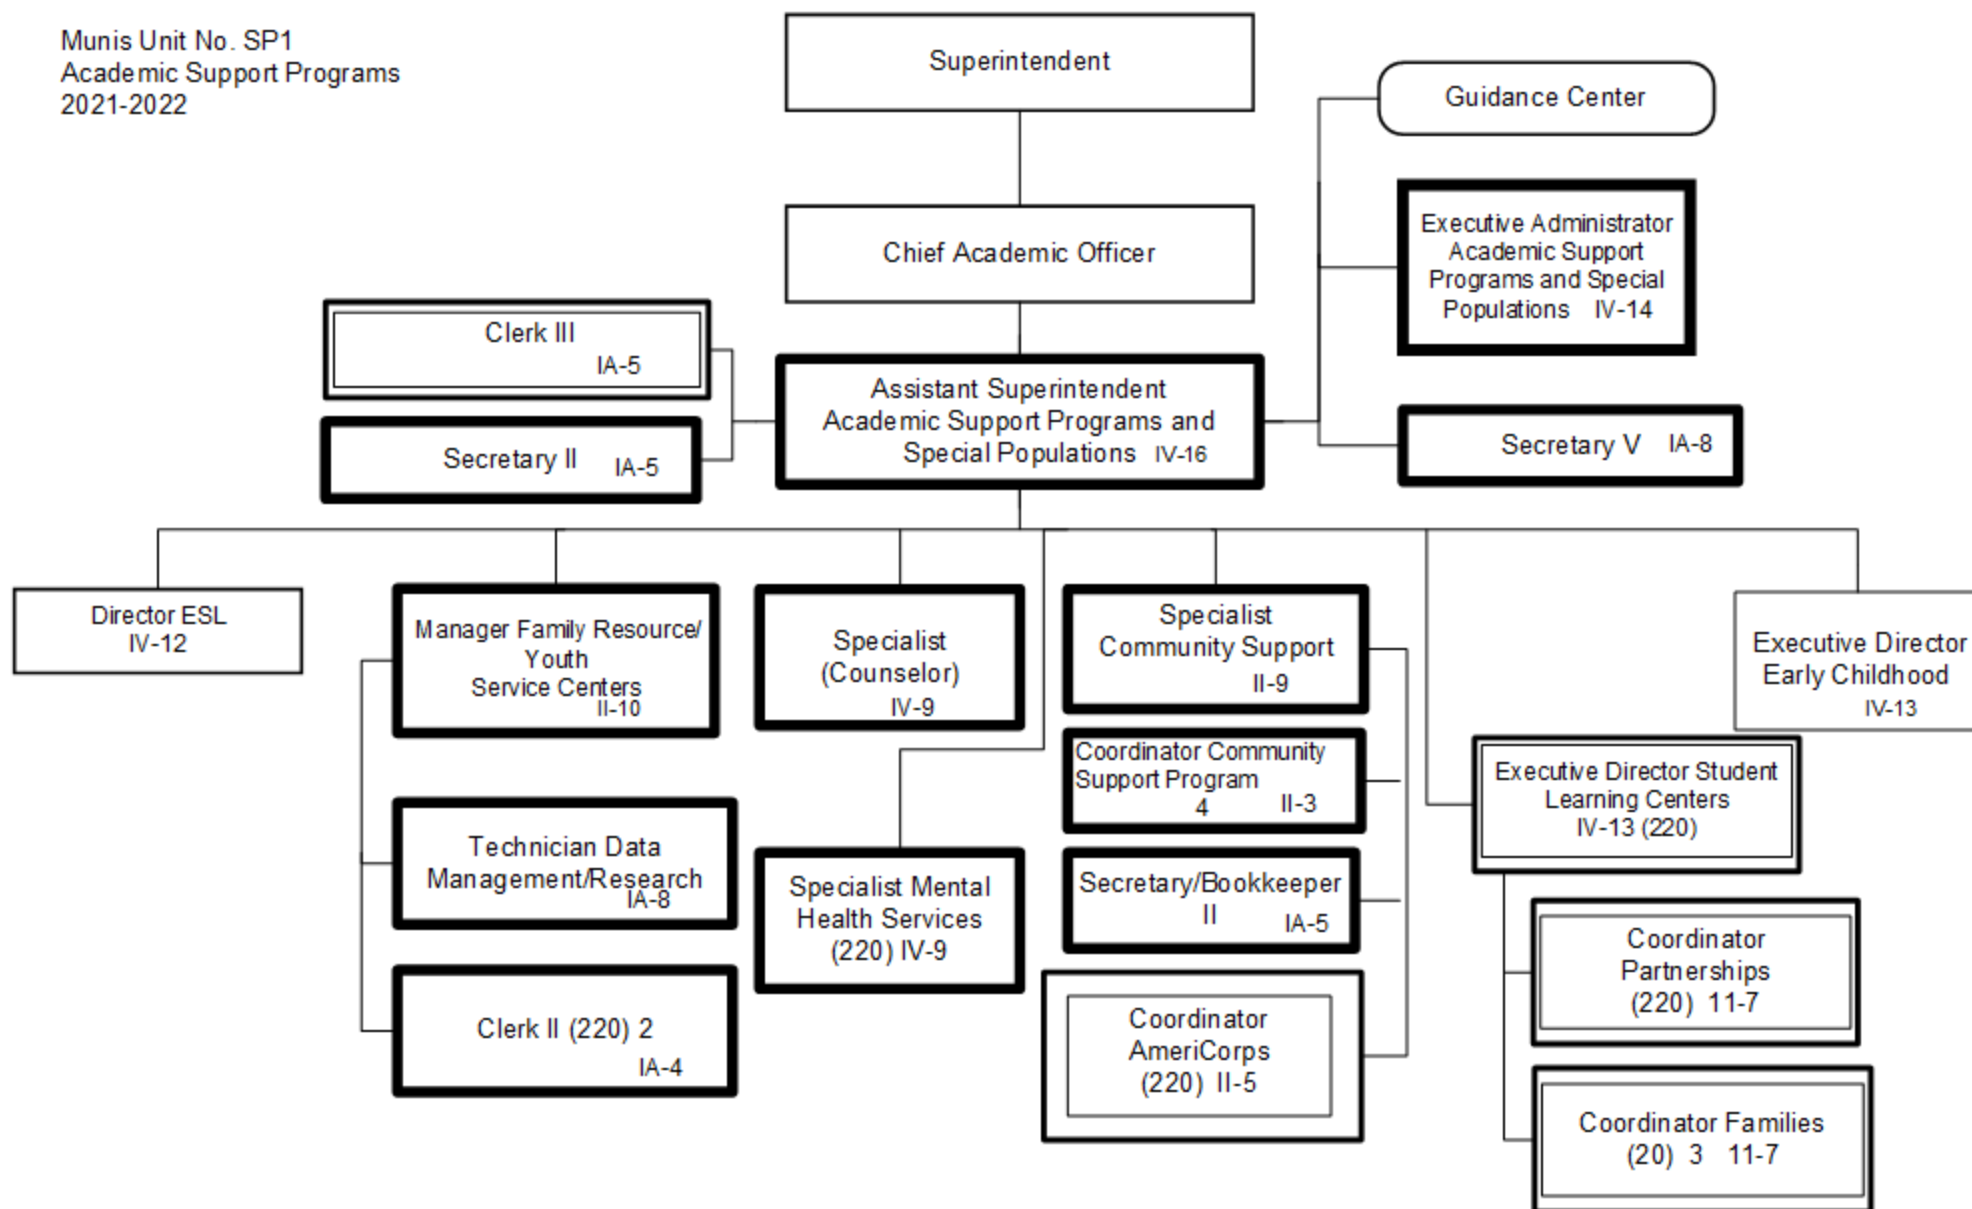 Munis Unit No. SP1
Academic Support Programs
2021-2022
Superintendent
Guidance Center
Chief Academic Officer
Executive Administrator
Academic Support
Programs and Special
Populations IV-14
Clerk III
IA-5
Secretary II IA-5
Assistant Superintendent
Academic Support Programs and
Special Populations IV-16
Secretary V IA-8
Director ESL
IV-12
Manager Family Resource/
Youth
Service Centers
II-10
Specialist
(Counselor)
IV-9
Specialist
Community Support
II-9
Executive Director
Early Childhood
IV-13
Coordinator Community
Support Program
4 II-3
Executive Director Student
Learning Centers
IV-13 (220)
Technician Data
Management/Research
IA-8
Specialist Mental
Health Services
(220) IV-9
Secretary/Bookkeeper
II IA-5
Coordinator
Partnerships
(220) 11-7
Clerk II (220) 2
IA-4
Coordinator
AmeriCorps
(220) II-5
Coordinator Families
(20) 3 11-7